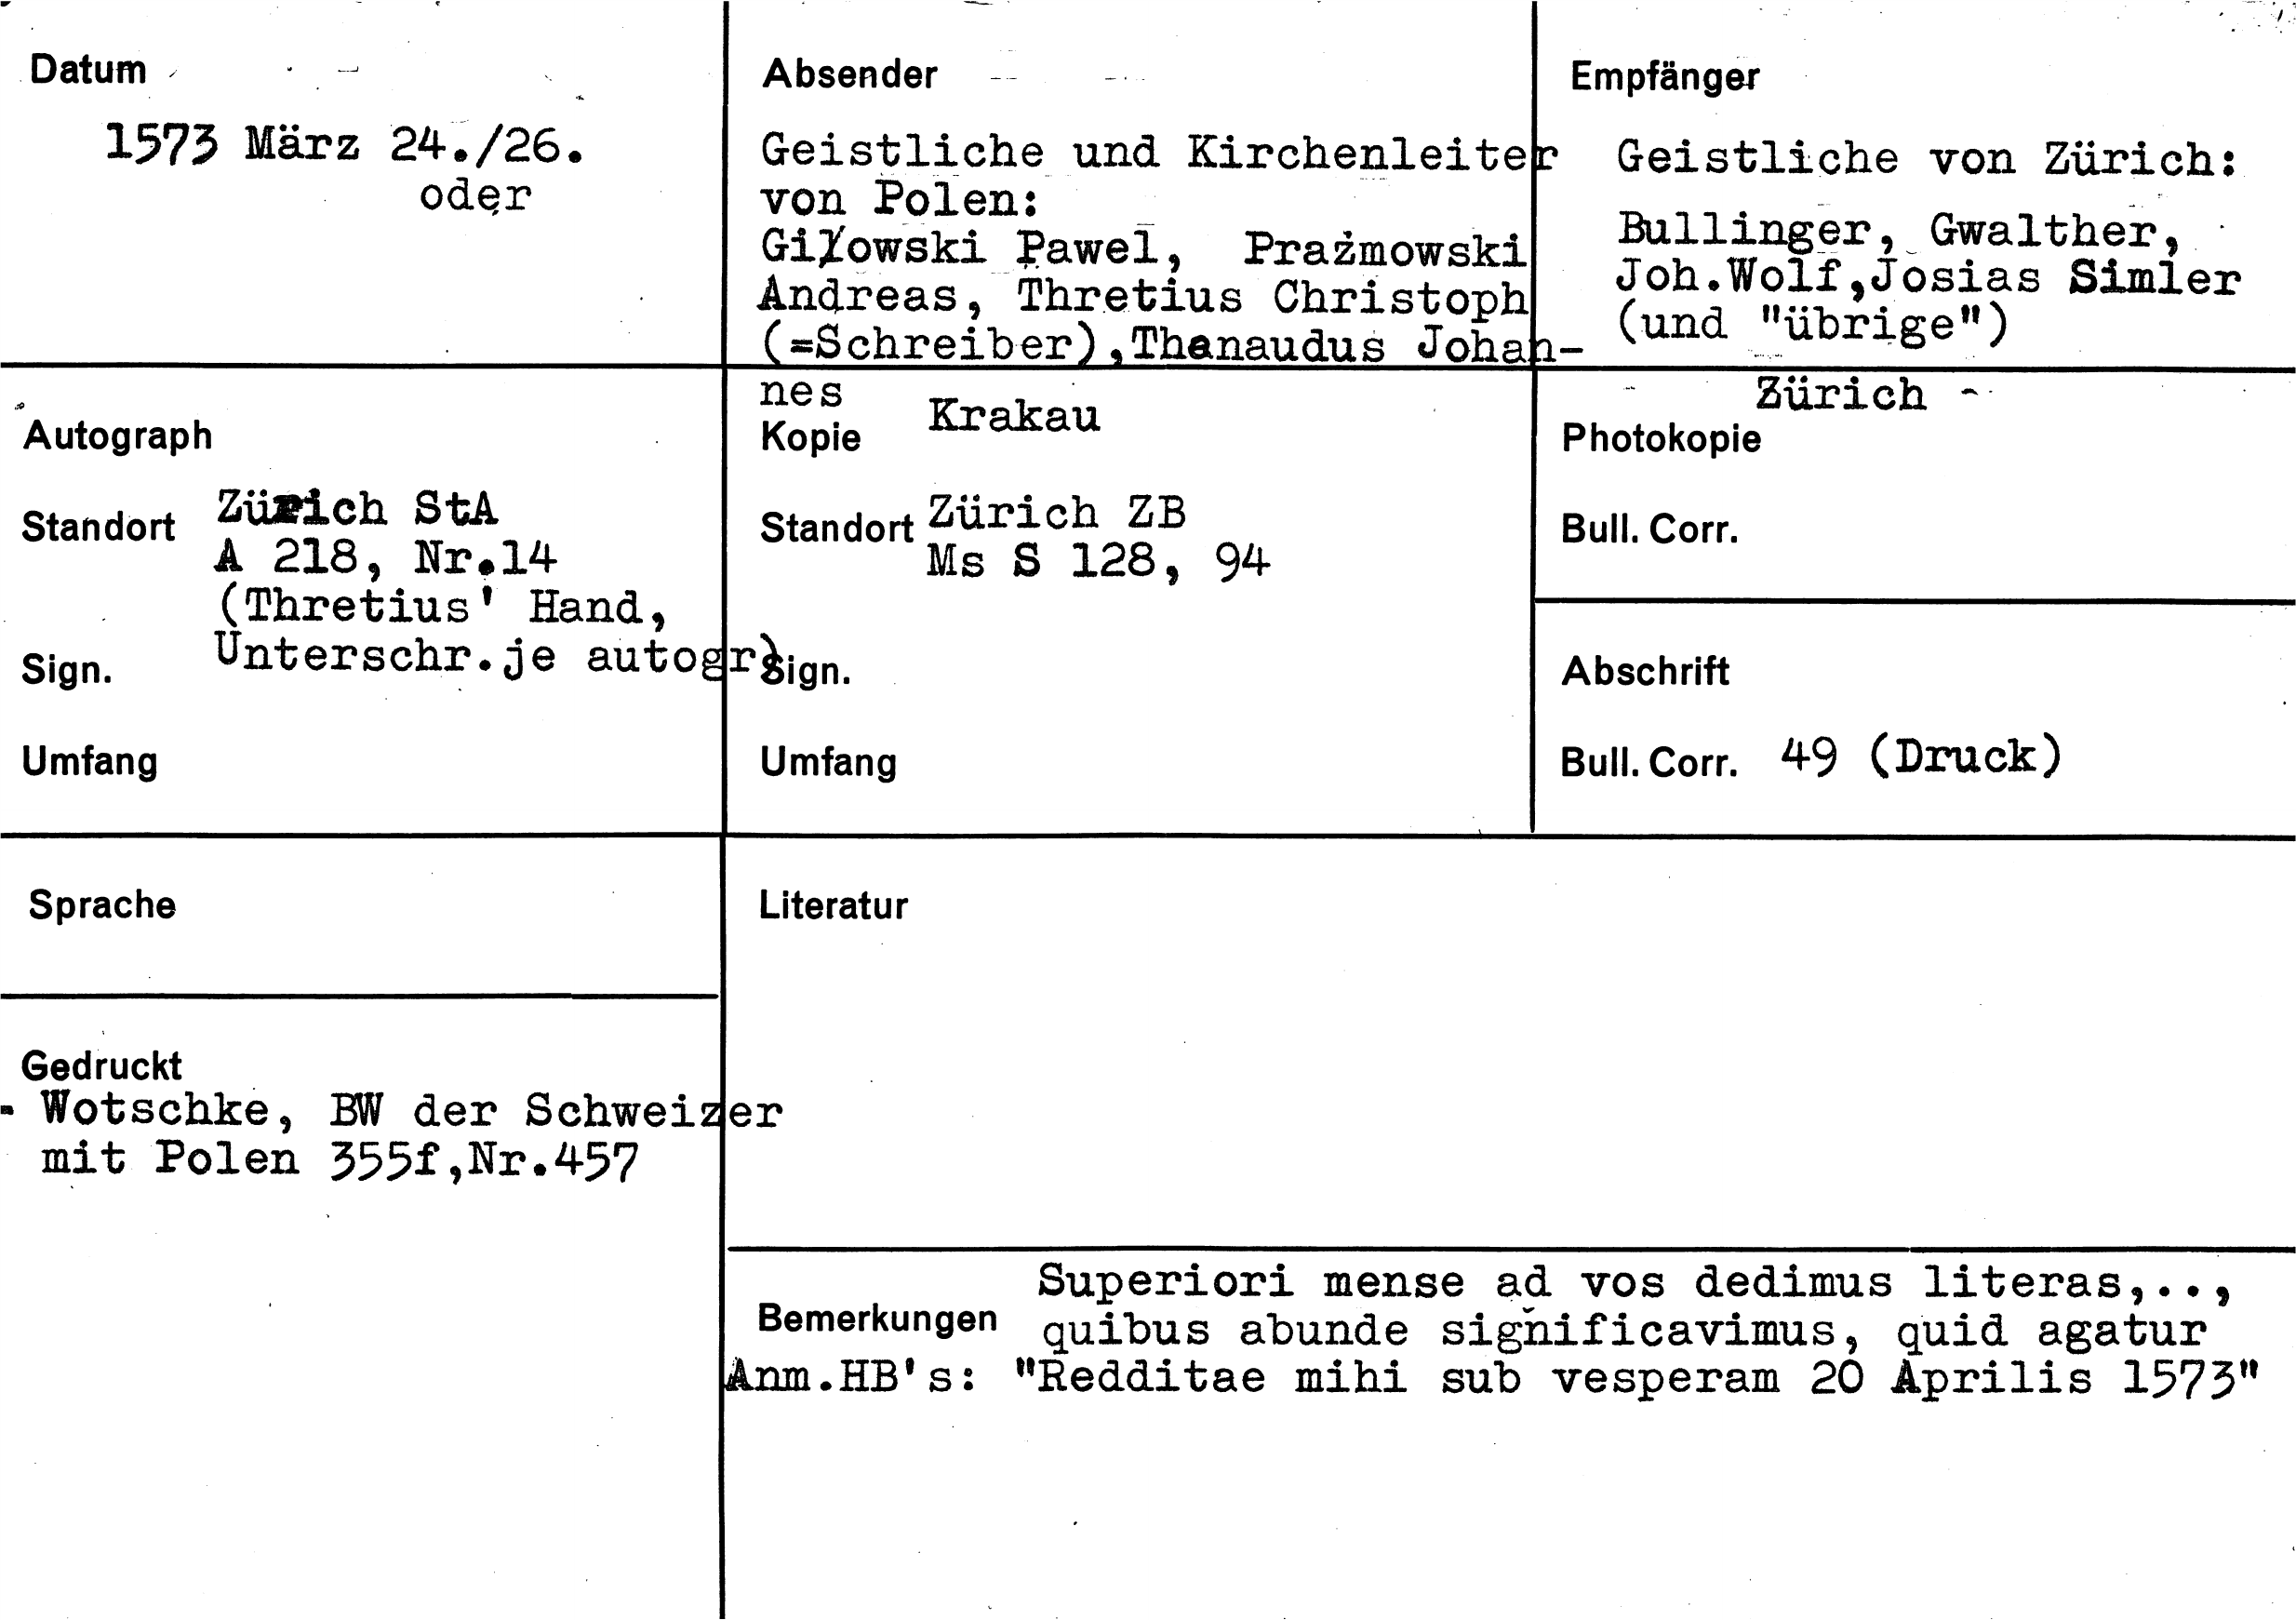 Datum
1573 März 24./26.
oder
Absender
Geistliche und Kirchenleiter
von Polen:
Giłowski Pawel, Prażmowski
Andreas, Thretius Christoph
(=Schreiber),Thenaudus Johan-
nes
Krakau
Empfänger
Geistliche von Zürich:
Bullinger, Gwalther,
Joh.Wolf,Josias Simler
(und "übrige")
Zürich
Autograph
Standort Zürich StA
A 218, Nr.14
(Thretius' Hand,
Unterschr.je autogr)
Sign.
Umfang
Kopie
Standort Zürich ZB
Ms S 128, 94
Sign.
Umfang
Photokopie
Bull. Corr.
Abschrift
Bull. Corr. 49 (Druck)
Sprache
Gedruckt
- Wotschke, BW der Schweizer
mit Polen 355f,Nr.457
Literatur
Bemerkungen
Superiori mense ad vos dedimus literas,..,
quibus abunde significavimus, quid agatur
Anm.HB's: "Redditae mihi sub vesperam 20 Aprilis 1573"